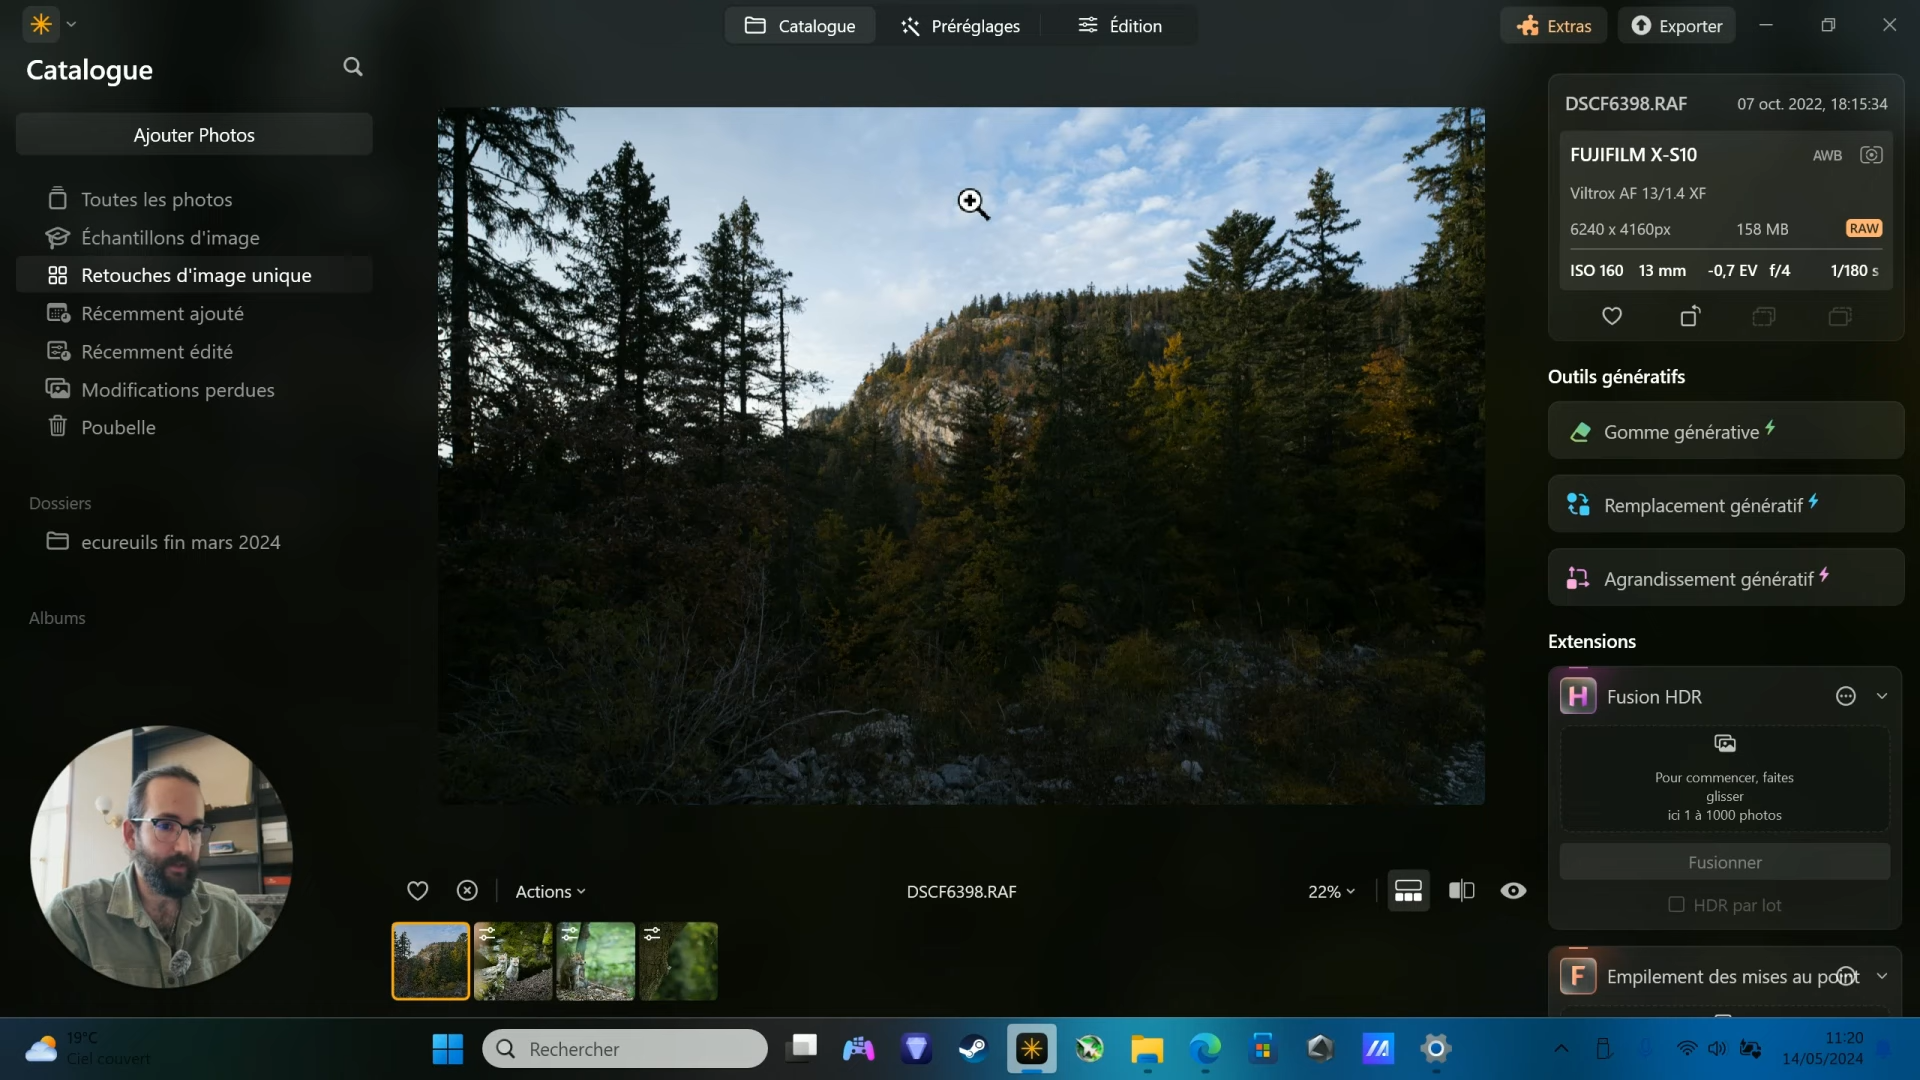 Catalogue
Préréglages
Édition
Extras
Exporter
Catalogue
Ajouter Photos
Toutes les photos
Échantillons d'image
Retouches d'image unique
Récemment ajouté
Récemment édité
Modifications perdues
Poubelle
Dossiers
ecureuils fin mars 2024
Albums
DSCF6398.RAF 07 oct. 2022, 18:15:34
FUJIFILM X-S10 AWB
Viltrox AF 13/1.4 XF
6240 x 4160px 158 MB RAW
ISO 160 13 mm -0,7 EV f/4 1/180 s
Outils génératifs
Gomme générative
Remplacement génératif
Agrandissement génératif
Extensions
H Fusion HDR
Pour commencer, faites
glisser
ici 1 à 1000 photos
Fusionner
HDR par lot
F Empilement des mises au point
Actions
DSCF6398.RAF
22%
19°C
Ciel couvert
Rechercher
11:20
14/05/2024